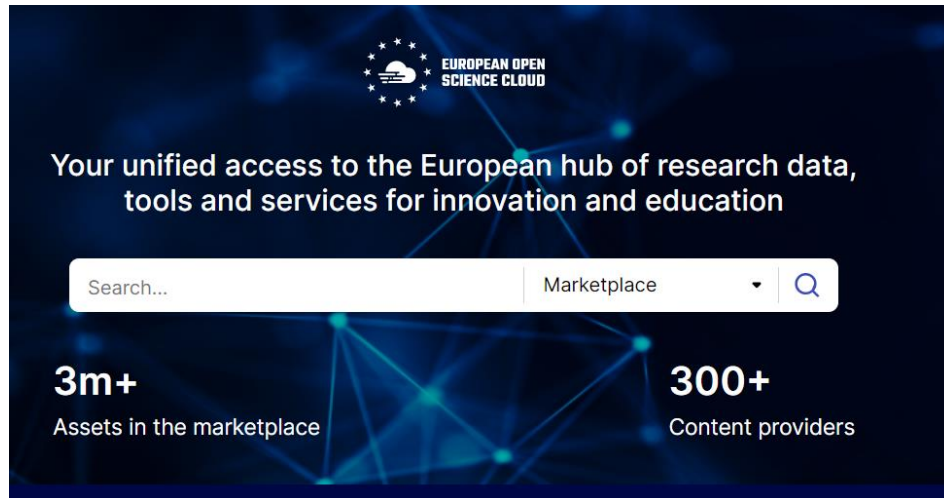 EUROPEAN OPEN
SCIENCE CLOUD
Your unified access to the European hub of research data,
tools and services for innovation and education
Search...
Marketplace
3m+
300+
Assets in the marketplace
Content providers